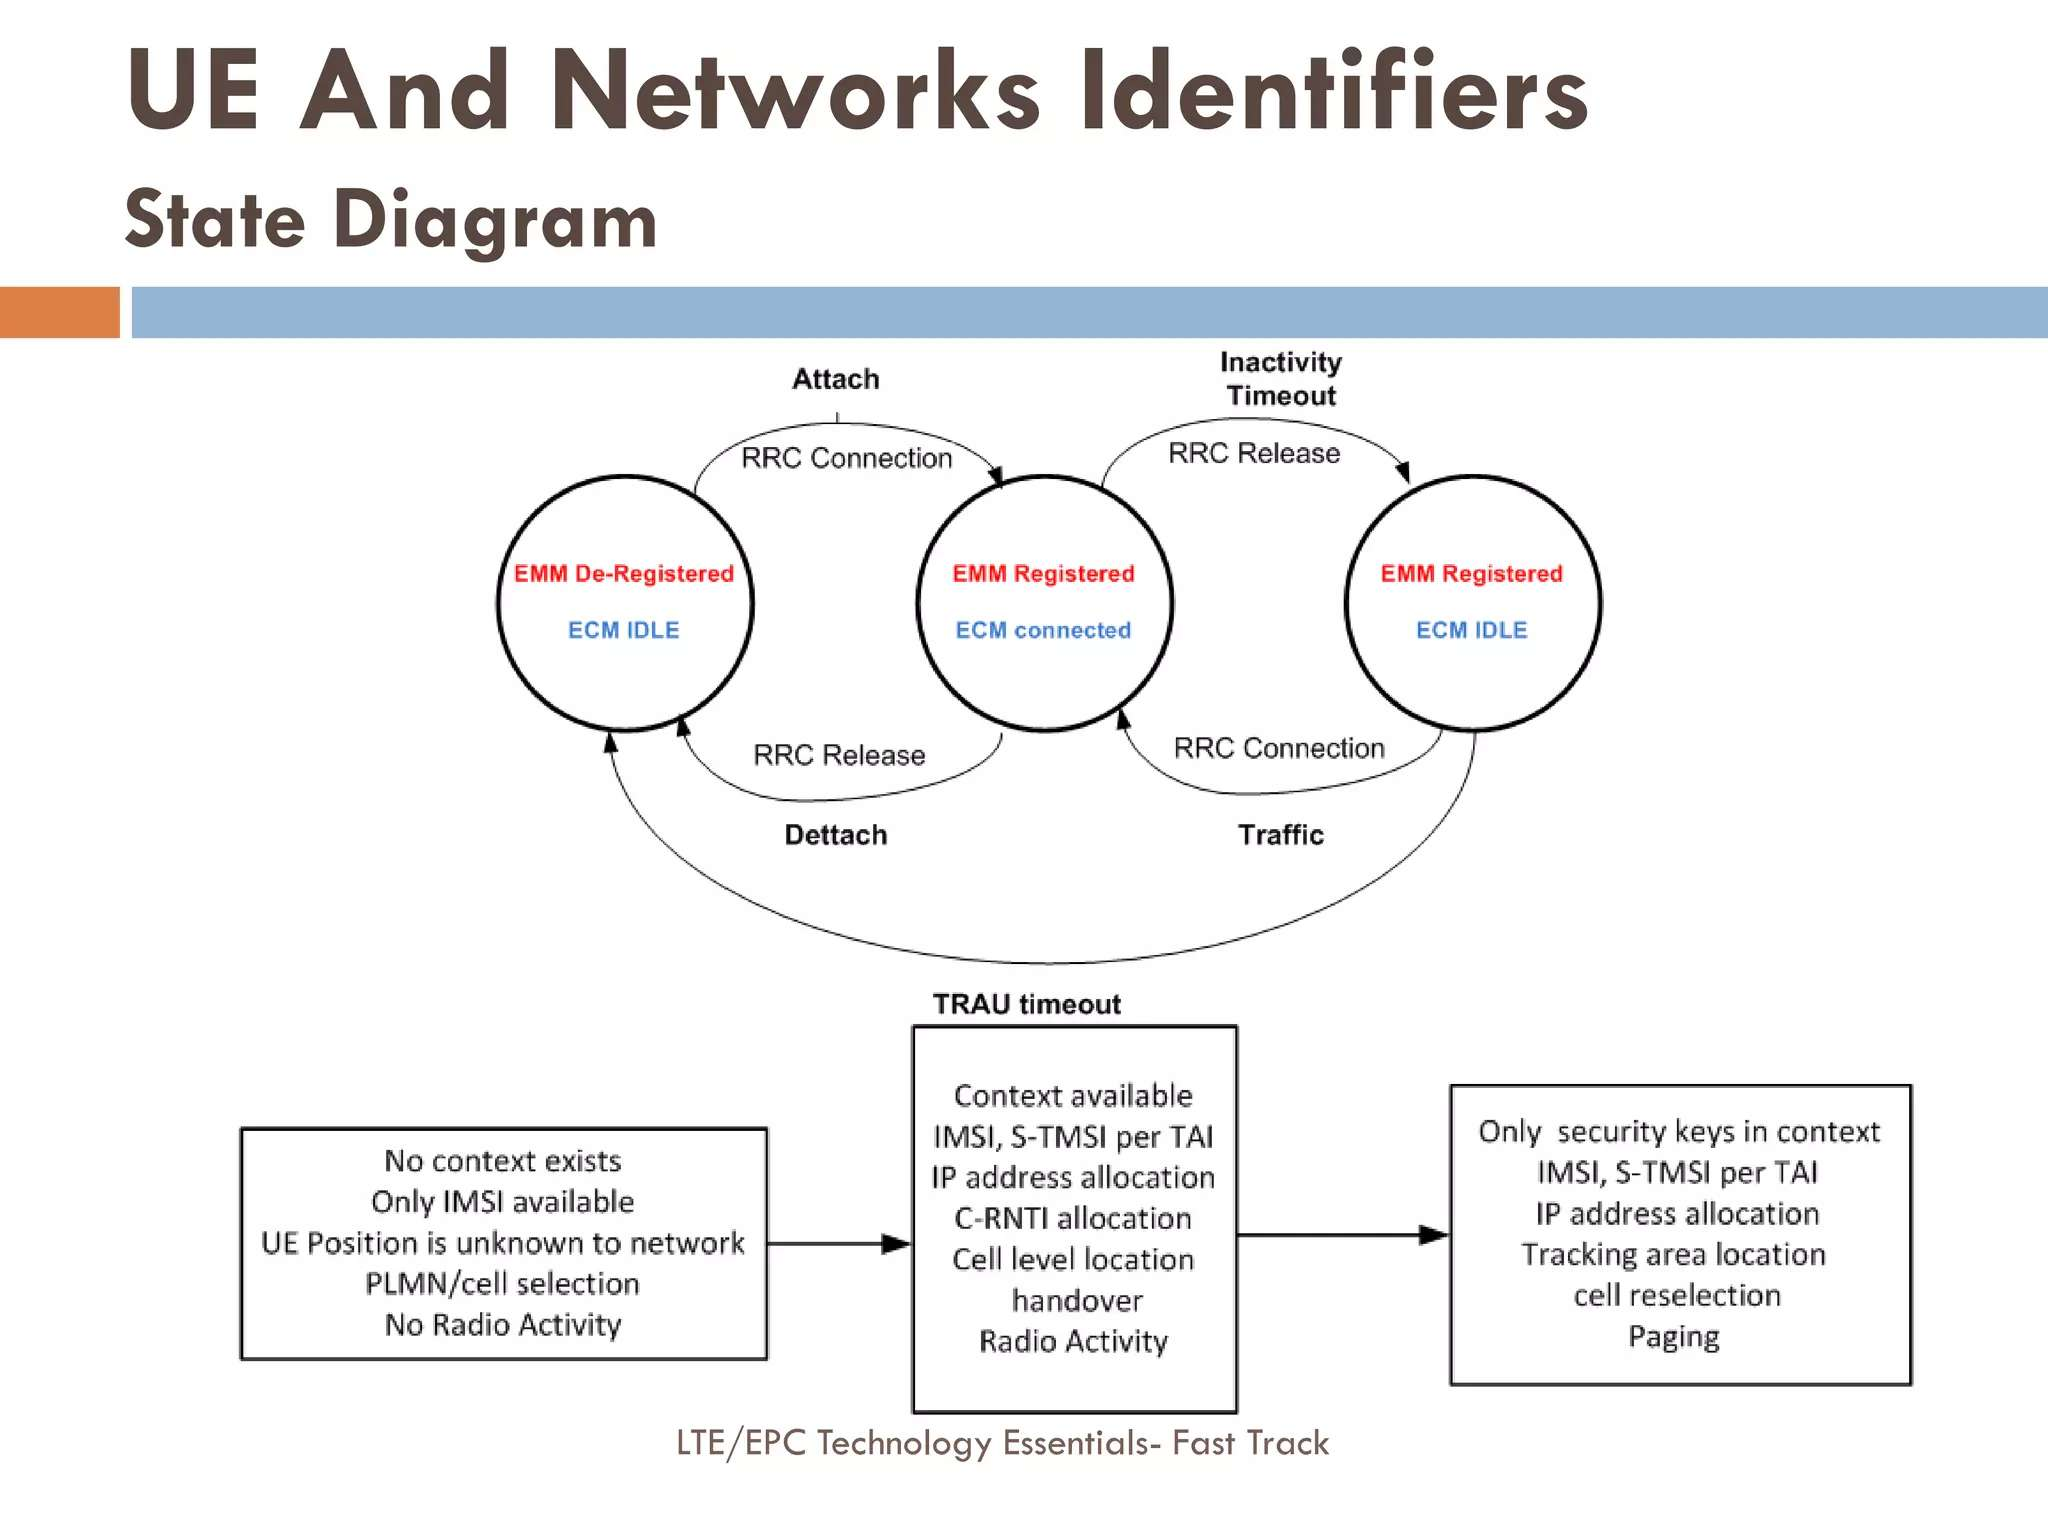 UE And Networks Identifiers
State Diagram
Attach
Inactivity
Timeout
RRC Connection
RRC Release
EMM De-Registered
ECM IDLE
EMM Registered
ECM connected
EMM Registered
ECM IDLE
RRC Release
RRC Connection
Dettach
Traffic
TRAU timeout
No context exists
Only IMSI available
UE Position is unknown to network
PLMN/cell selection
No Radio Activity
Context available
IMSI, S-TMSI per TAI
IP address allocation
C-RNTI allocation
Cell level location
handover
Radio Activity
Only security keys in context
IMSI, S-TMSI per TAI
IP address allocation
Tracking area location
cell reselection
Paging
LTE/EPC Technology Essentials- Fast Track